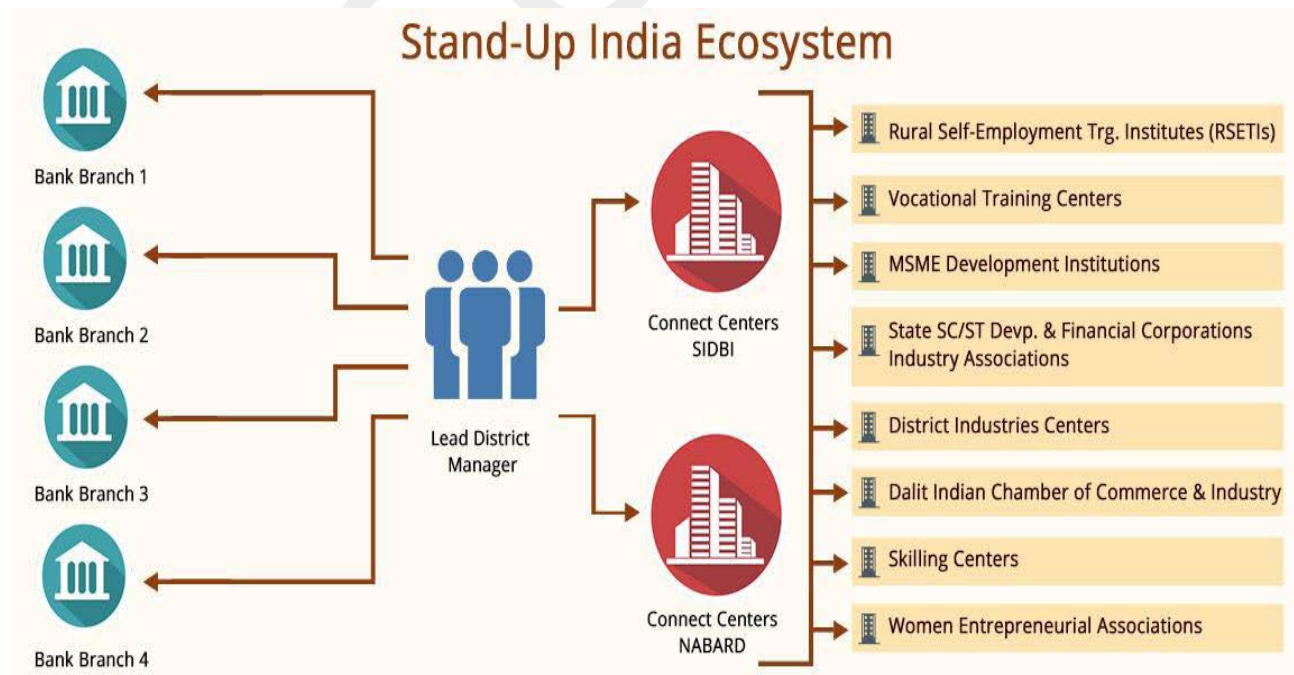 Stand-Up India Ecosystem
Bank Branch 1
Bank Branch 2
Bank Branch 3
Bank Branch 4
Lead District
Manager
Connect Centers
SIDBI
Connect Centers
NABARD
Rural Self-Employment Trg. Institutes (RSETIs)
Vocational Training Centers
MSME Development Institutions
State SC/ST Devp. & Financial Corporations
Industry Associations
District Industries Centers
Dalit Indian Chamber of Commerce & Industry
Skilling Centers
Women Entrepreneurial Associations